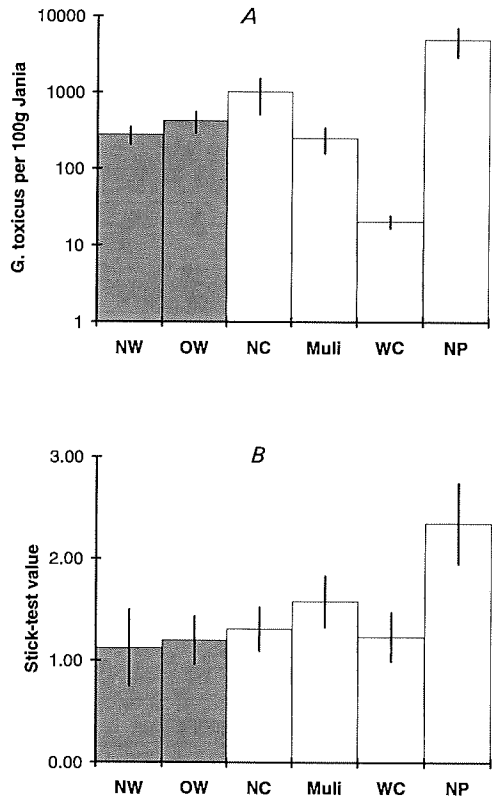 A
G. toxicus per 100g Jania
10000
1000
100
10
1
NW OW NC Muli WC NP
B
Stick-test value
3.00
2.00
1.00
0.00
NW OW NC Muli WC NP